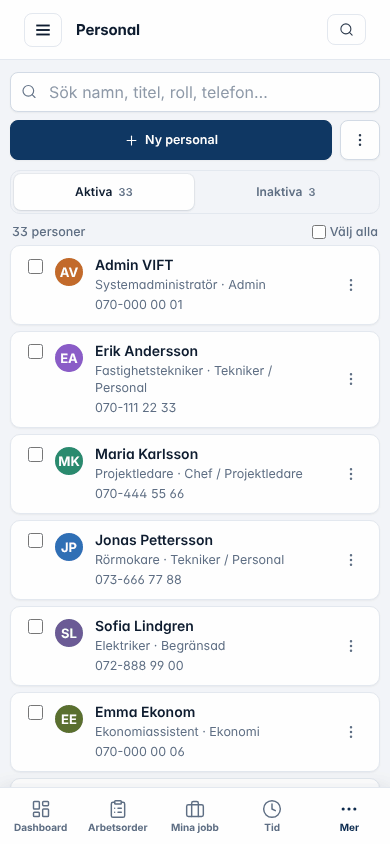 Personal
Sök namn, titel, roll, telefon...
Ny personal
Aktiva 33
Inaktiva 3
33 personer
Välj alla
AV
Admin VIFT
Systemadministratör · Admin
070-000 00 01
EA
Erik Andersson
Fastighetstekniker · Tekniker /
Personal
070-111 22 33
MK
Maria Karlsson
Projektledare · Chef / Projektledare
070-444 55 66
JP
Jonas Pettersson
Rörmokare · Tekniker / Personal
073-666 77 88
SL
Sofia Lindgren
Elektriker · Begränsad
072-888 99 00
EE
Emma Ekonom
Ekonomiassistent · Ekonomi
070-000 00 06
Dashboard
Arbetsorder
Mina jobb
Tid
Mer